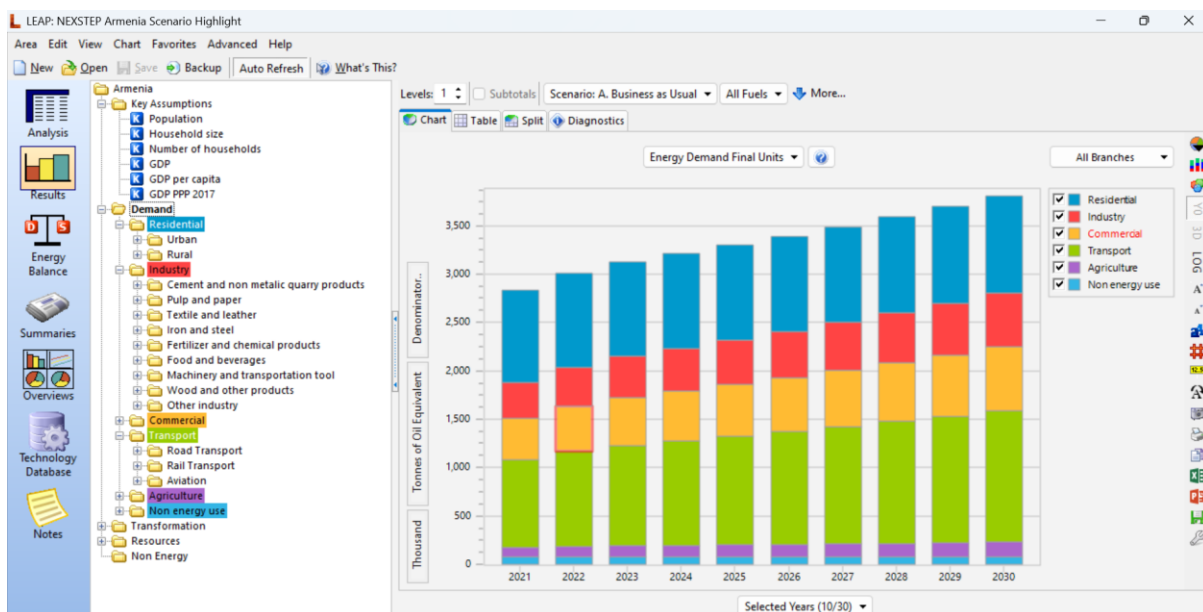 LEAP: NEXSTEP Armenia Scenario Highlight
Area Edit View Chart Favorites Advanced Help
New Open Save Backup Auto Refresh What's This?
Analysis
Results
Energy
Balance
Summaries
Overviews
Technology
Database
Notes
Armenia
Key Assumptions
Population
Household size
Number of households
GDP
GDP per capita
GDP PPP 2017
Demand
Residential
Urban
Rural
Industry
Cement and non metalic quarry products
Pulp and paper
Textile and leather
Iron and steel
Fertilizer and chemical products
Food and beverages
Machinery and transportation tool
Wood and other products
Other industry
Commercial
Transport
Road Transport
Rail Transport
Aviation
Agriculture
Non energy use
Transformation
Resources
Non Energy
Levels: 1 Subtotals Scenario: A. Business as Usual All Fuels More...
Chart Table Split Diagnostics
Energy Demand Final Units
All Branches
Denominator..
Tonnes of Oil Equivalent
Thousand
3,500
3,000
2,500
2,000
1,500
1,000
500
0
2021 2022 2023 2024 2025 2026 2027 2028 2029 2030
Selected Years (10/30)
Residential
Industry
Commercial
Transport
Agriculture
Non energy use
3D
LOG